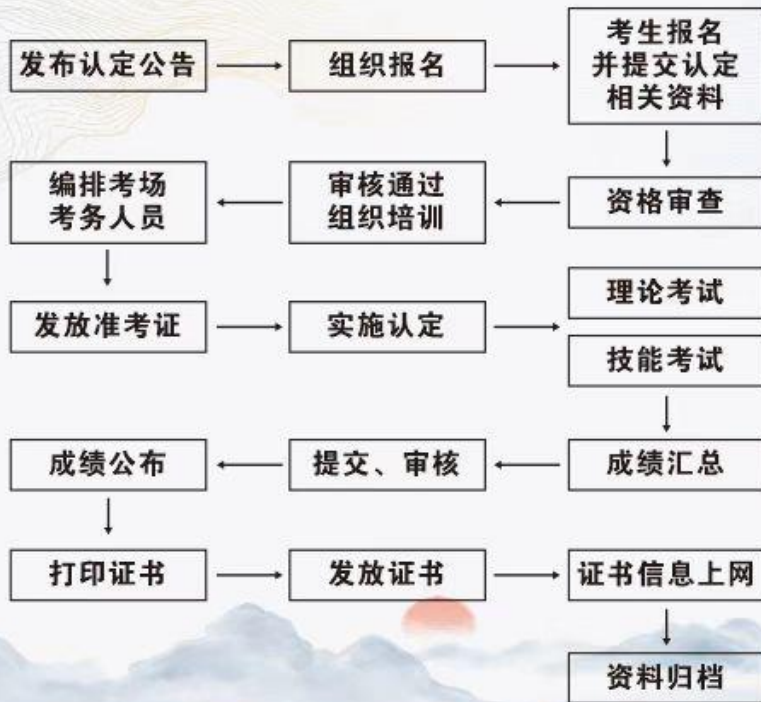 发布认定公告
组织报名
考生报名
并提交认定
相关资料
资格审查
审核通过
组织培训
编排考场
考务人员
发放准考证
实施认定
理论考试
技能考试
成绩汇总
提交、审核
成绩公布
打印证书
发放证书
证书信息上网
资料归档